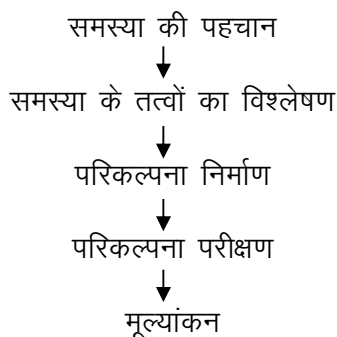 समस्या की पहचान
समस्या के तत्वों का विश्लेषण
परिकल्पना निर्माण
परिकल्पना परीक्षण
मूल्यांकन